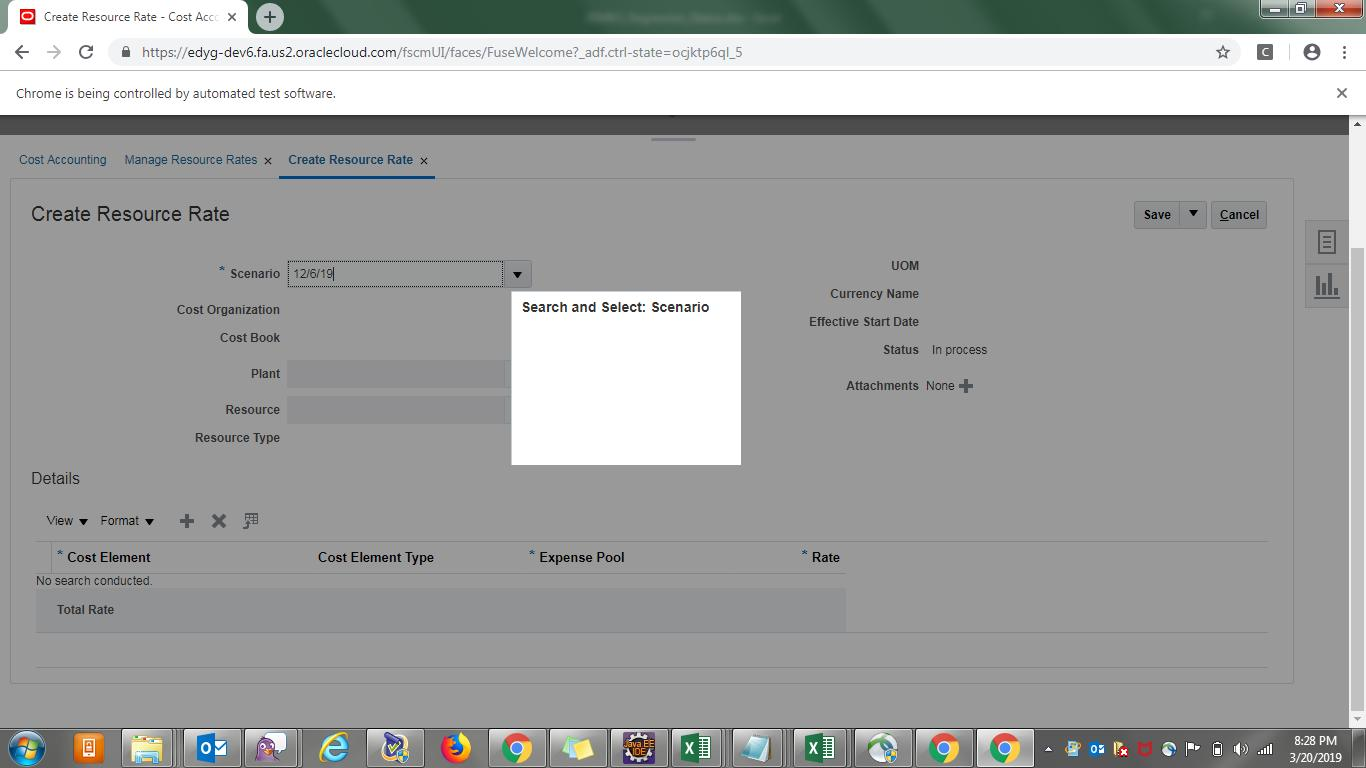 Create Resource Rate - Cost Acc
https://edyg-dev6.fa.us2.oraclecloud.com/fscmUI/faces/FuseWelcome?_adf.ctrl-state=ocjktp6ql_5
C
Chrome is being controlled by automated test software.
Cost Accounting Manage Resource Rates Create Resource Rate
Create Resource Rate
Save Cancel
* Scenario 12/6/19
UOM
Currency Name
Search and Select: Scenario
Cost Organization
Effective Start Date
Cost Book
Status In process
Plant
Attachments None
Resource
Resource Type
Details
View Format
* Cost Element Cost Element Type * Expense Pool * Rate
No search conducted.
Total Rate
Java EE
IDE
8:28 PM
3/20/2019